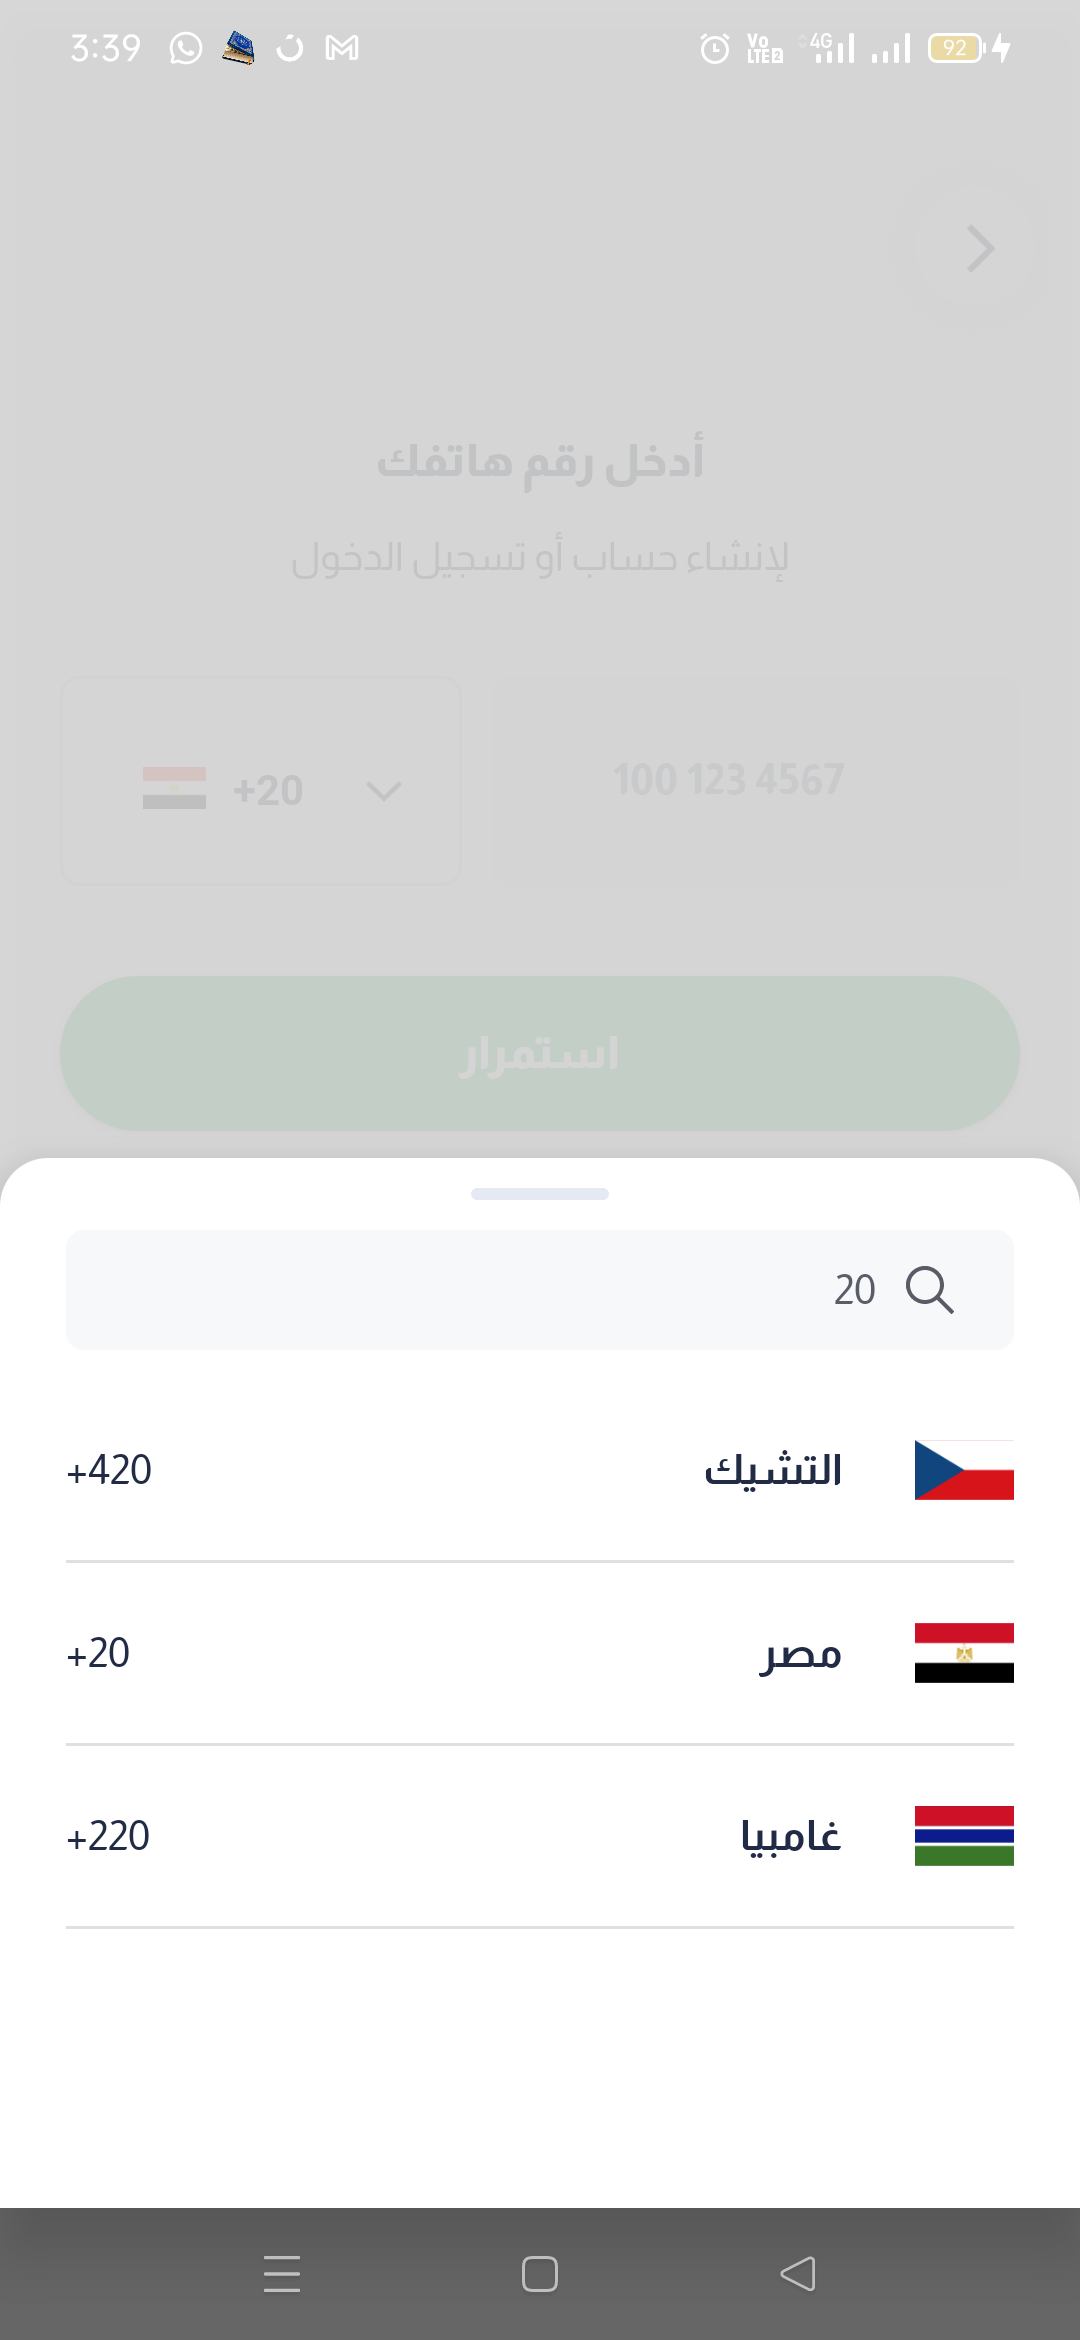 3:39
Vo LTE2 4G 92
أدخل رقم هاتفك
لإنشاء حساب أو تسجيل الدخول
+20
100 123 4567
استمرار
20
التشيك +420
مصر +20
غامبيا +220